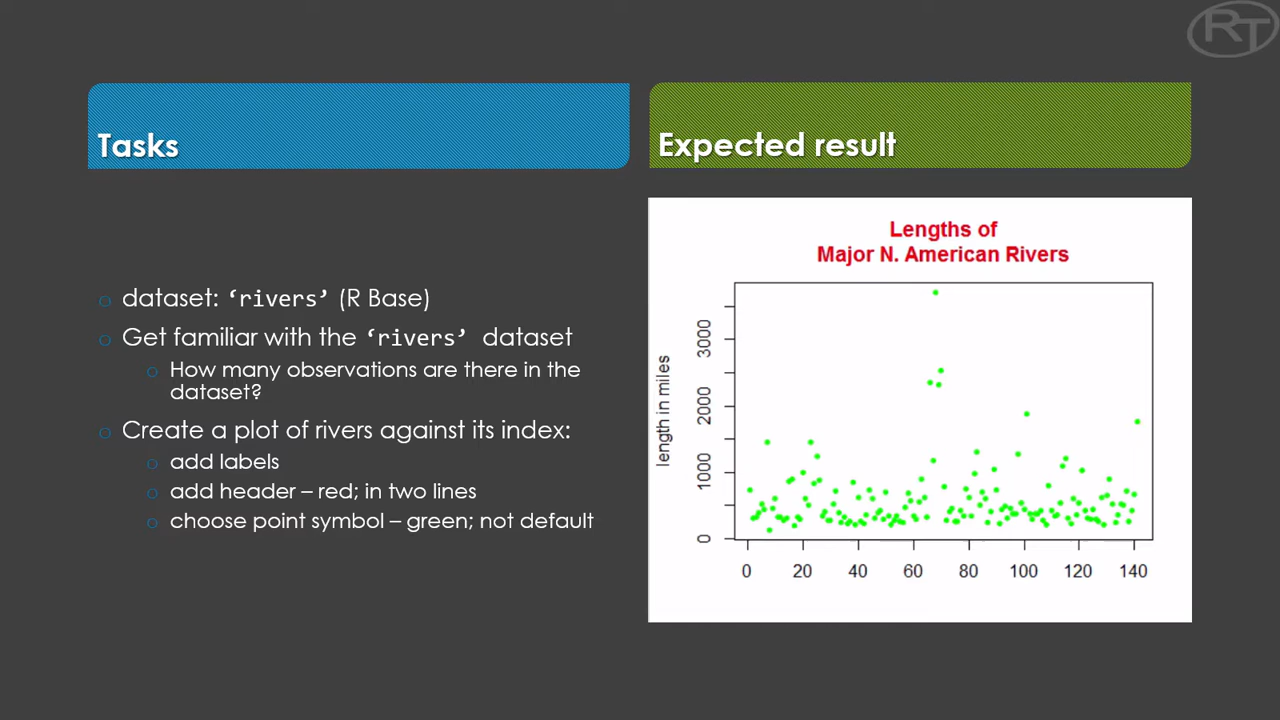 RT
Tasks
Expected result
dataset: ‘rivers’ (R Base)
Get familiar with the ‘rivers’ dataset
How many observations are there in the
dataset?
Create a plot of rivers against its index:
add labels
add header – red; in two lines
choose point symbol – green; not default
Lengths of
Major N. American Rivers
length in miles
3000
2000
1000
0
0 20 40 60 80 100 120 140